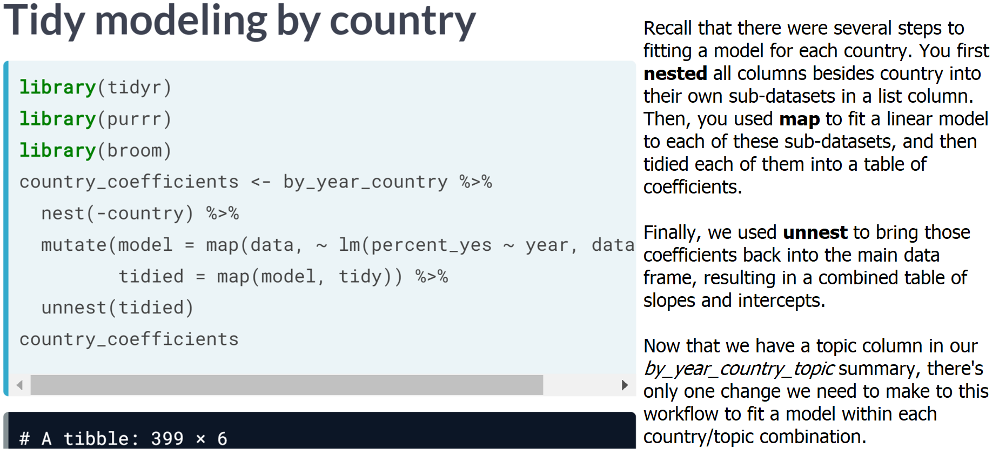 Tidy modeling by country
library(tidyr)
library(purrr)
library(broom)
country_coefficients <- by_year_country %>%
  nest(-country) %>%
  mutate(model = map(data, ~ lm(percent_yes ~ year, data
         tidied = map(model, tidy)) %>%
  unnest(tidied)
country_coefficients
# A tibble: 399 × 6
Recall that there were several steps to
fitting a model for each country. You first
nested all columns besides country into
their own sub-datasets in a list column.
Then, you used map to fit a linear model
to each of these sub-datasets, and then
tidied each of them into a table of
coefficients.
Finally, we used unnest to bring those
coefficients back into the main data
frame, resulting in a combined table of
slopes and intercepts.
Now that we have a topic column in our
by_year_country_topic summary, there's
only one change we need to make to this
workflow to fit a model within each
country/topic combination.